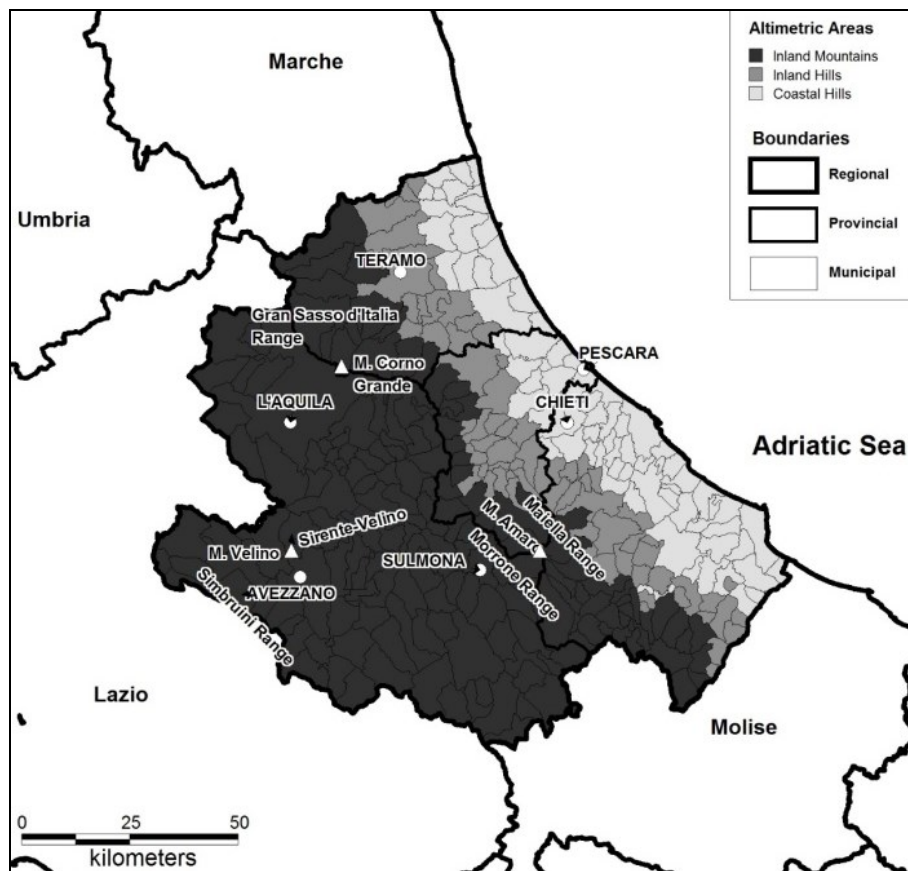 Altimetric Areas
Inland Mountains
Inland Hills
Coastal Hills
Boundaries
Regional
Provincial
Municipal
Marche
Umbria
TERAMO
Gran Sasso d'Italia
Range
M. Corno
Grande
PESCARA
L'AQUILA
CHIETI
Adriatic Sea
Sirente-Velino
M. Velino
M. Amaro
Maiella Range
Morrone Range
SULMONA
AVEZZANO
Simbruini Range
Lazio
Molise
0 25 50
kilometers